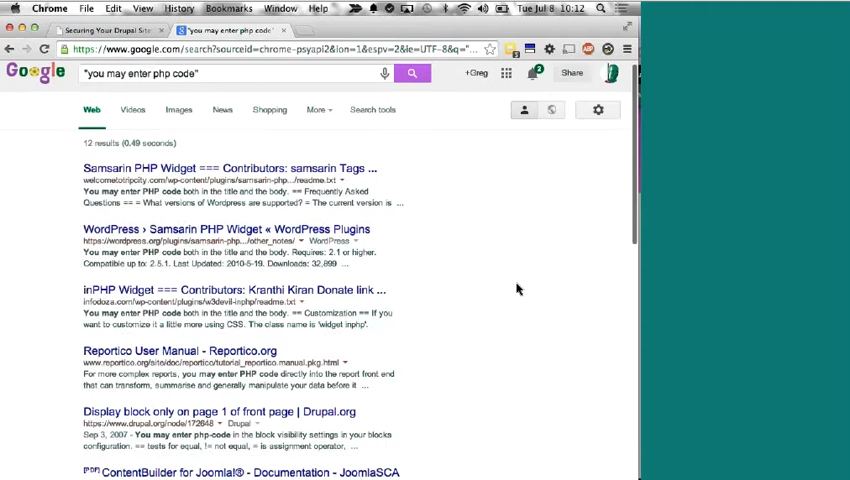 Chrome File Edit View History Bookmarks Window Help Tue Jul 8 10:12
Securing Your Drupal Site "you may enter php code"
https://www.google.com/search?sourceid=chrome-psyapi2&ion=1&espv=2&ie=UTF-8&q="
Google "you may enter php code" +Greg 2 Share
Web Videos Images News Shopping More Search tools
12 results (0.49 seconds)
Samsarin PHP Widget === Contributors: samsarin Tags ...
welcometotripcity.com/wp-content/plugins/samsarin-php.../readme.txt
You may enter PHP code both in the title and the body. == Frequently Asked
Questions == = What versions of Wordpress are supported? = The current version is ...
WordPress › Samsarin PHP Widget « WordPress Plugins
https://wordpress.org/plugins/samsarin-php.../other_notes/ WordPress
You may enter PHP code both in the title and the body. Requires: 2.1 or higher.
Compatible up to: 2.5.1. Last Updated: 2010-5-19. Downloads: 32,899 ...
inPHP Widget === Contributors: Kranthi Kiran Donate link ...
infodoza.com/wp-content/plugins/w3devil-inphp/readme.txt
You may enter PHP code both in the title and the body. == Customization == If you
want to customize it a little more using CSS. The class name is 'widget inphp'.
Reportico User Manual - Reportico.org
www.reportico.org/site/doc/reportico/tutorial_reportico.manual.pkg.html
For more complex reports, you may enter PHP code directly into the report front end
that can transform, summarise and generally manipulate your data before it ...
Display block only on page 1 of front page | Drupal.org
https://www.drupal.org/node/172648 Drupal
Sep 3, 2007 - You may enter php-code in the block visibility settings in your blocks
configuration. == tests for equal, != not equal, = is assignment operator, ...
[PDF] ContentBuilder for Joomla!® - Documentation - JoomlaSCA